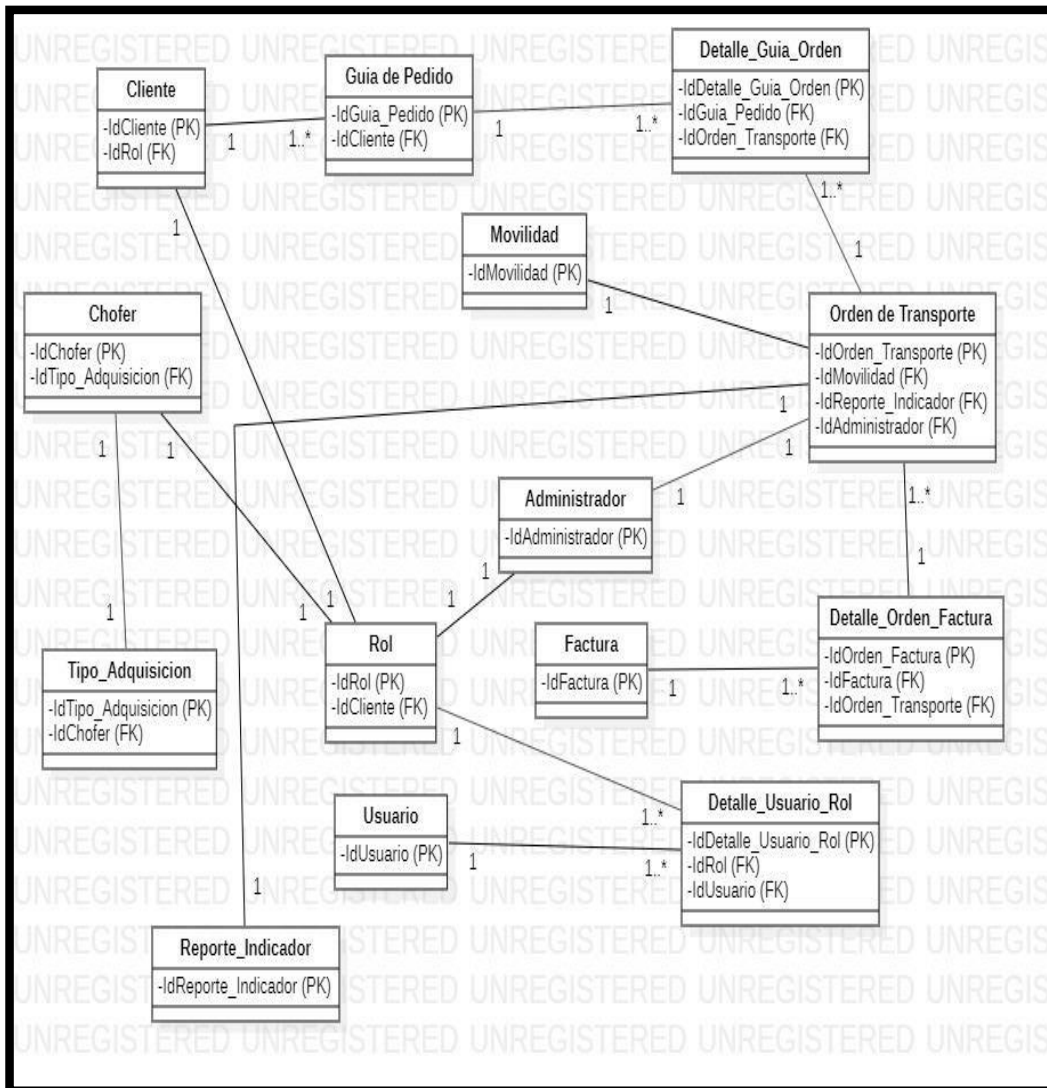 UNREGISTERED UNREGISTERED UNREGISTERED UNREGISTERED UNREGIS
Cliente
-IdCliente (PK)
-IdRol (FK)
1
1..*
Guia de Pedido
-IdGuia_Pedido (PK)
-IdCliente (FK)
1
1..*
Detalle_Guia_Orden
-IdDetalle_Guia_Orden (PK)
-IdGuia_Pedido (FK)
-IdOrden_Transporte (FK)
1..*
1
1
Movilidad
-IdMovilidad (PK)
1
Chofer
-IdChofer (PK)
-IdTipo_Adquisicion (FK)
1
1
Orden de Transporte
-IdOrden_Transporte (PK)
-IdMovilidad (FK)
-IdReporte_Indicador (FK)
-IdAdministrador (FK)
1
1
1..*
1
Administrador
-IdAdministrador (PK)
1
1
1
1
1
1
Tipo_Adquisicion
-IdTipo_Adquisicion (PK)
-IdChofer (FK)
Rol
-IdRol (PK)
-IdCliente (FK)
1
Factura
-IdFactura (PK)
1
1..*
Detalle_Orden_Factura
-IdOrden_Factura (PK)
-IdFactura (FK)
-IdOrden_Transporte (FK)
Usuario
-IdUsuario (PK)
1
1..*
1..*
Detalle_Usuario_Rol
-IdDetalle_Usuario_Rol (PK)
-IdRol (FK)
-IdUsuario (FK)
1
Reporte_Indicador
-IdReporte_Indicador (PK)